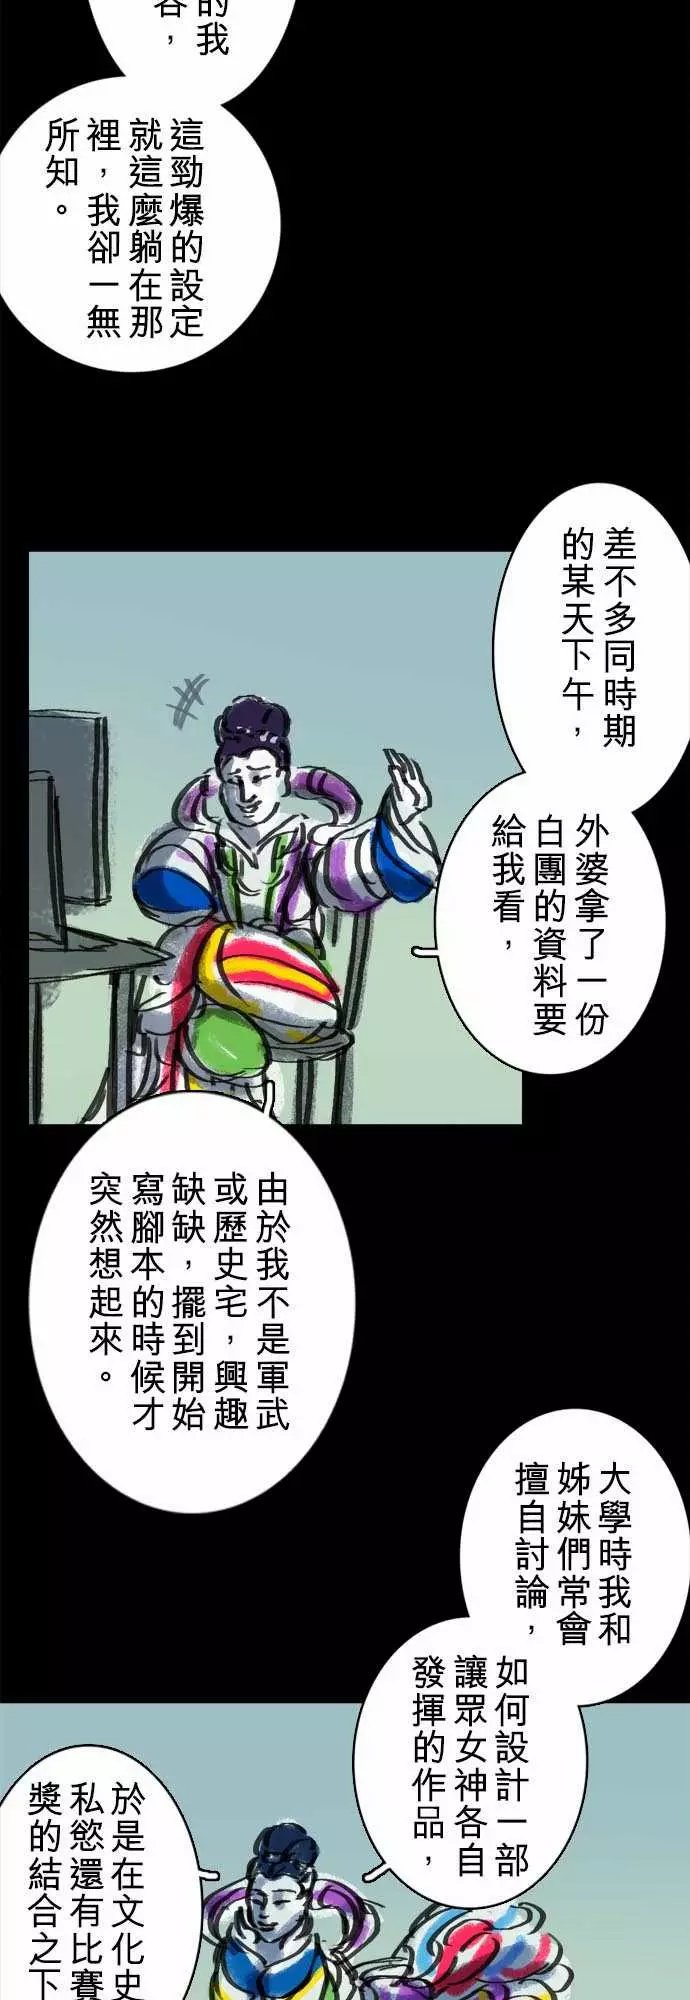 的我
容，
這勁爆的設定
就這麼躺在那
裡，我卻一無
所知。
差不多同時期
的某天下午，
外婆拿了一份
白團的資料要
給我看，
由於我不是軍武
或歷史宅，興趣
缺缺，擺到開始
寫腳本的時候才
突然想起來。
大學時我和
姊妹們常會
擅自討論，
如何設計一部
讓眾女神各自
發揮的作品，
於是在文化史
私慾還有比賽
獎的結合之下